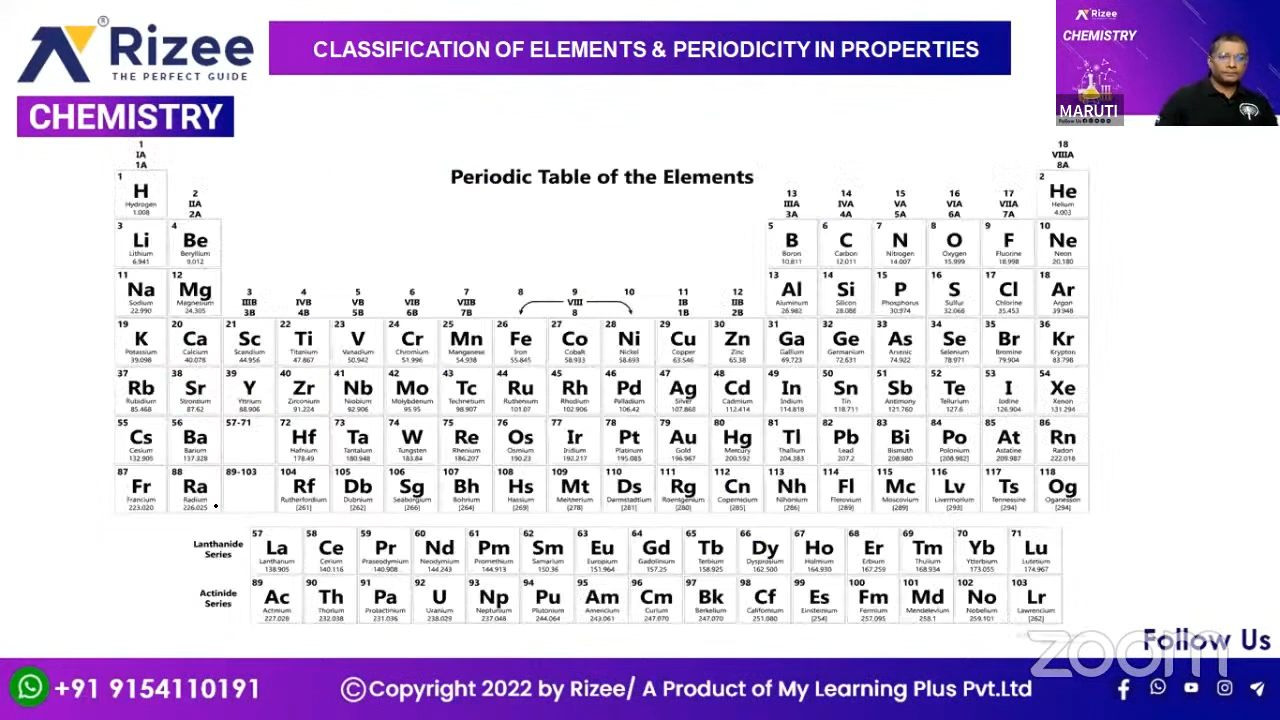 Rizee®
THE PERFECT GUIDE
CHEMISTRY
CLASSIFICATION OF ELEMENTS & PERIODICITY IN PROPERTIES
Rizee
CHEMISTRY
MARUTI
Periodic Table of the Elements
1 IA 1A
2 IIA 2A
3 IIIB 3B
4 IVB 4B
5 VB 5B
6 VIB 6B
7 VIIB 7B
8 9 10 VIII 8
11 IB 1B
12 IIB 2B
13 IIIA 3A
14 IVA 4A
15 VA 5A
16 VIA 6A
17 VIIA 7A
18 VIIIA 8A
1 H Hydrogen 1.008
2 He Helium 4.003
3 Li Lithium 6.941
4 Be Beryllium 9.012
5 B Boron 10.811
6 C Carbon 12.011
7 N Nitrogen 14.007
8 O Oxygen 15.999
9 F Fluorine 18.998
10 Ne Neon 20.180
11 Na Sodium 22.990
12 Mg Magnesium 24.305
13 Al Aluminum 26.982
14 Si Silicon 28.086
15 P Phosphorus 30.974
16 S Sulfur 32.066
17 Cl Chlorine 35.453
18 Ar Argon 39.948
19 K Potassium 39.098
20 Ca Calcium 40.078
21 Sc Scandium 44.956
22 Ti Titanium 47.867
23 V Vanadium 50.942
24 Cr Chromium 51.996
25 Mn Manganese 54.938
26 Fe Iron 55.845
27 Co Cobalt 58.933
28 Ni Nickel 58.693
29 Cu Copper 63.546
30 Zn Zinc 65.38
31 Ga Gallium 69.723
32 Ge Germanium 72.631
33 As Arsenic 74.922
34 Se Selenium 78.971
35 Br Bromine 79.904
36 Kr Krypton 83.798
37 Rb Rubidium 85.468
38 Sr Strontium 87.62
39 Y Yttrium 88.906
40 Zr Zirconium 91.224
41 Nb Niobium 92.906
42 Mo Molybdenum 95.95
43 Tc Technetium 98.907
44 Ru Ruthenium 101.07
45 Rh Rhodium 102.906
46 Pd Palladium 106.42
47 Ag Silver 107.868
48 Cd Cadmium 112.414
49 In Indium 114.818
50 Sn Tin 118.711
51 Sb Antimony 121.760
52 Te Tellurium 127.6
53 I Iodine 126.904
54 Xe Xenon 131.294
55 Cs Cesium 132.905
56 Ba Barium 137.328
57-71
72 Hf Hafnium 178.49
73 Ta Tantalum 180.948
74 W Tungsten 183.84
75 Re Rhenium 186.207
76 Os Osmium 190.23
77 Ir Iridium 192.217
78 Pt Platinum 195.085
79 Au Gold 196.967
80 Hg Mercury 200.592
81 Tl Thallium 204.383
82 Pb Lead 207.2
83 Bi Bismuth 208.980
84 Po Polonium [208.982]
85 At Astatine 209.987
86 Rn Radon 222.018
87 Fr Francium 223.020
88 Ra Radium 226.025
89-103
104 Rf Rutherfordium [261]
105 Db Dubnium [262]
106 Sg Seaborgium [266]
107 Bh Bohrium [264]
108 Hs Hassium [269]
109 Mt Meitnerium [278]
110 Ds Darmstadtium [281]
111 Rg Roentgenium [280]
112 Cn Copernicium [285]
113 Nh Nihonium [286]
114 Fl Flerovium [289]
115 Mc Moscovium [289]
116 Lv Livermorium [293]
117 Ts Tennessine [294]
118 Og Oganesson [294]
Lanthanide Series
57 La Lanthanum 138.905
58 Ce Cerium 140.116
59 Pr Praseodymium 140.908
60 Nd Neodymium 144.243
61 Pm Promethium 144.913
62 Sm Samarium 150.36
63 Eu Europium 151.964
64 Gd Gadolinium 157.25
65 Tb Terbium 158.925
66 Dy Dysprosium 162.500
67 Ho Holmium 164.930
68 Er Erbium 167.259
69 Tm Thulium 168.934
70 Yb Ytterbium 173.055
71 Lu Lutetium 174.967
Actinide Series
89 Ac Actinium 227.028
90 Th Thorium 232.038
91 Pa Protactinium 231.036
92 U Uranium 238.029
93 Np Neptunium 237.048
94 Pu Plutonium 244.064
95 Am Americium 243.061
96 Cm Curium 247.070
97 Bk Berkelium 247.070
98 Cf Californium 251.080
99 Es Einsteinium [254]
100 Fm Fermium 257.095
101 Md Mendelevium 258.1
102 No Nobelium 259.101
103 Lr Lawrencium [262]
zoom
Follow Us
+91 9154110191
©Copyright 2022 by Rizee/ A Product of My Learning Plus Pvt.Ltd